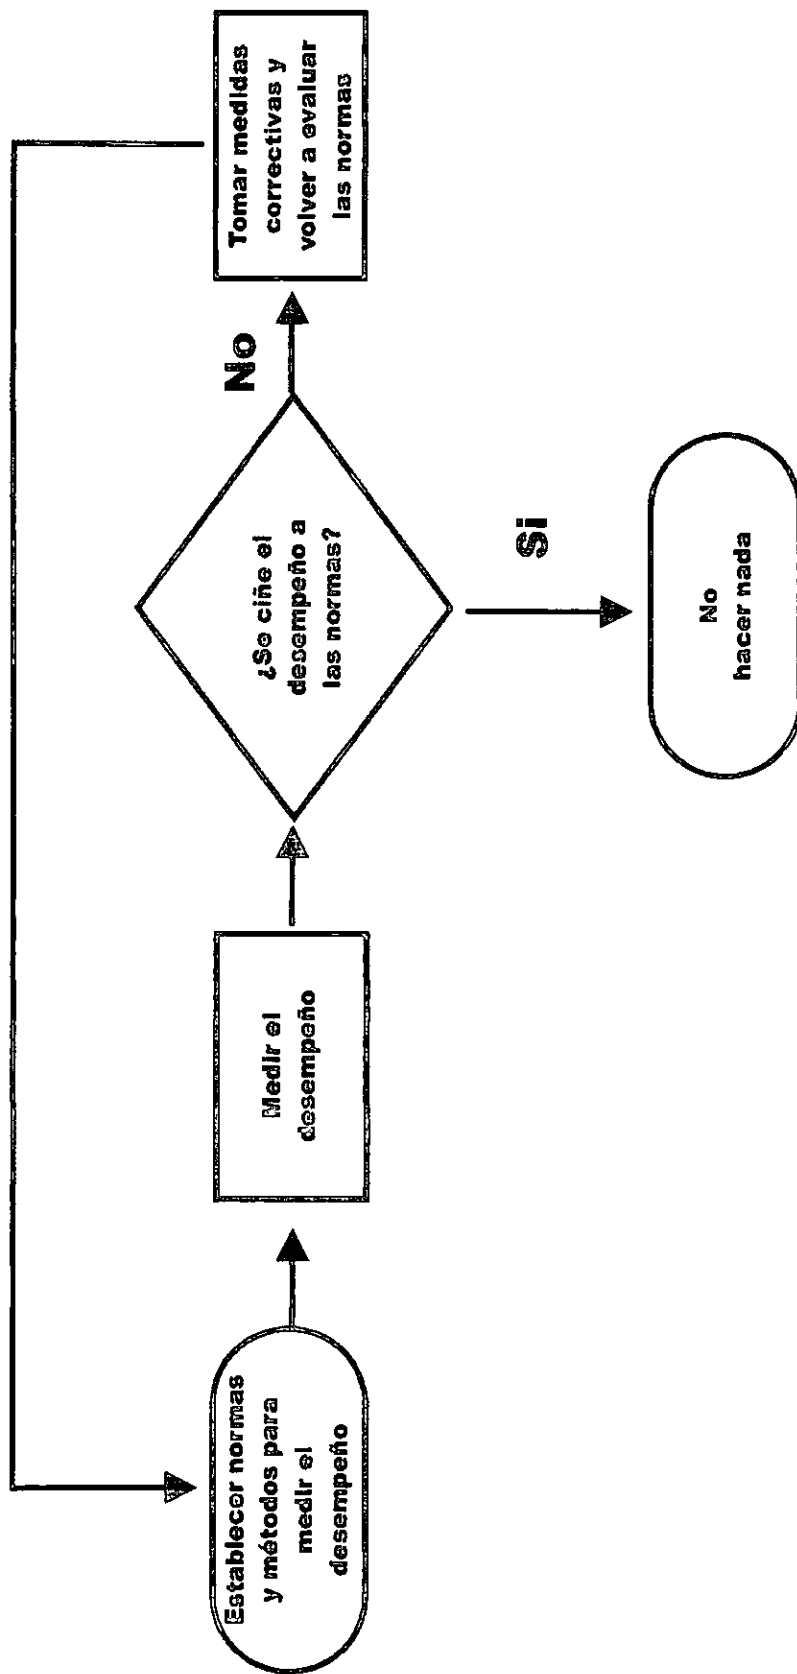 Establecer normas
y métodos para
medir el
desempeño
Medir el
desempeño
¿Se ciñe el
desempeño a
las normas?
No
Tomar medidas
correctivas y
volver a evaluar
las normas
Si
No
hacer nada